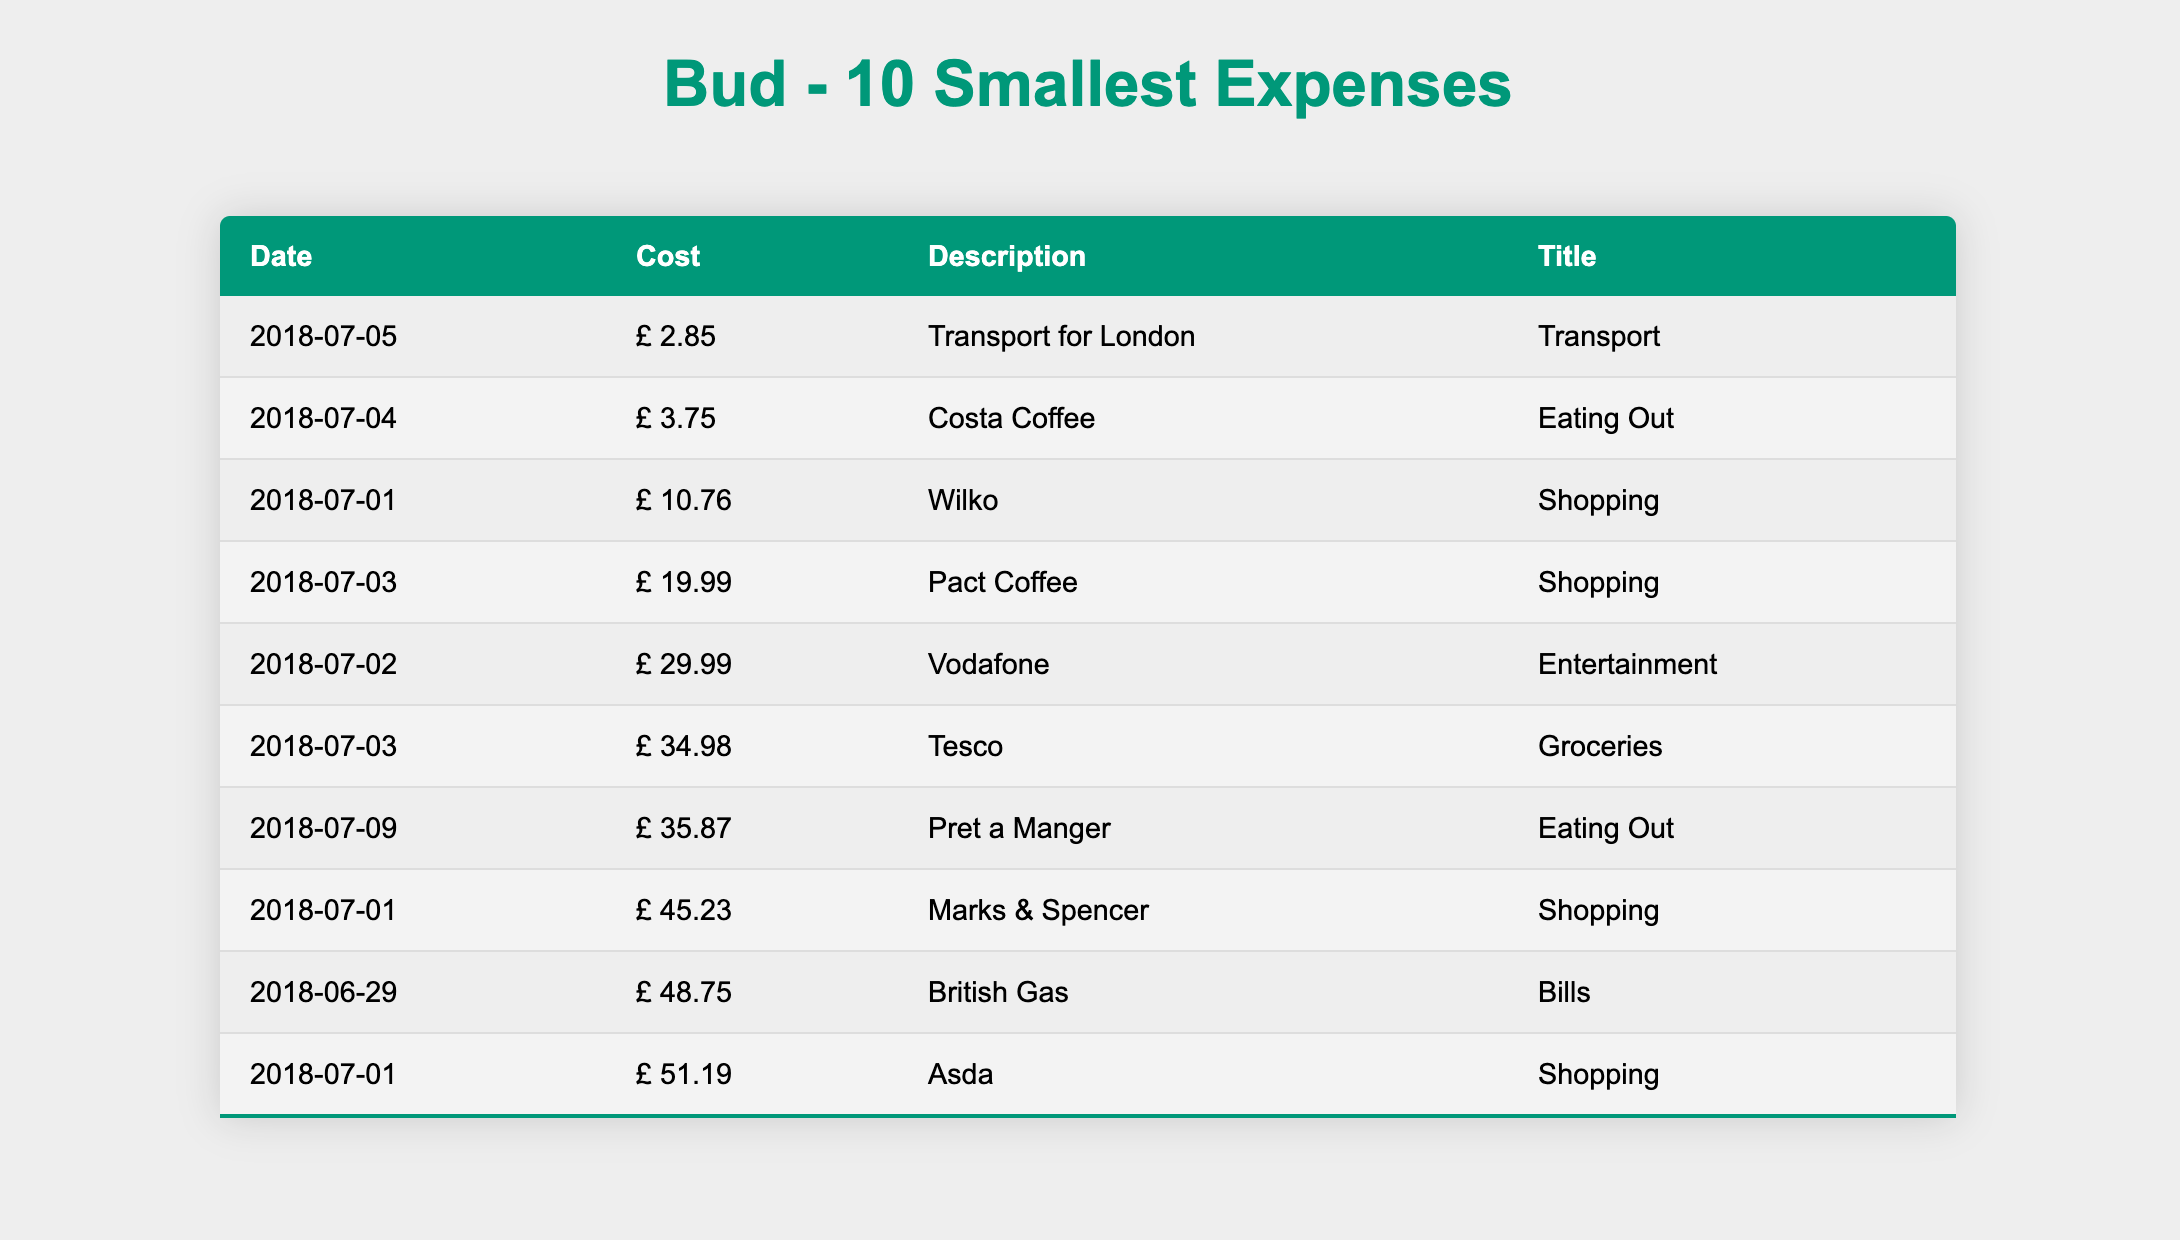 Bud - 10 Smallest Expenses
Date Cost Description Title
2018-07-05 £ 2.85 Transport for London Transport
2018-07-04 £ 3.75 Costa Coffee Eating Out
2018-07-01 £ 10.76 Wilko Shopping
2018-07-03 £ 19.99 Pact Coffee Shopping
2018-07-02 £ 29.99 Vodafone Entertainment
2018-07-03 £ 34.98 Tesco Groceries
2018-07-09 £ 35.87 Pret a Manger Eating Out
2018-07-01 £ 45.23 Marks & Spencer Shopping
2018-06-29 £ 48.75 British Gas Bills
2018-07-01 £ 51.19 Asda Shopping